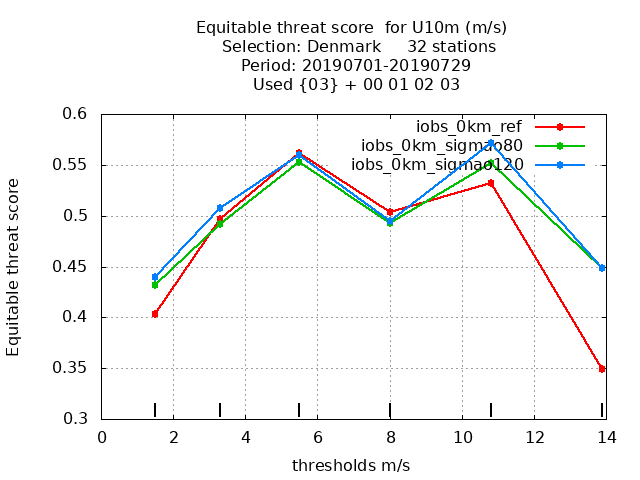 Equitable threat score  for U10m (m/s)
Selection: Denmark     32 stations
Period: 20190701-20190729
Used {03} + 00 01 02 03
iobs_0km_ref
iobs_0km_sigmao80
iobs_0km_sigmao120
0.6
0.55
0.5
0.45
0.4
0.35
0.3
Equitable threat score
0 2 4 6 8 10 12 14
thresholds m/s